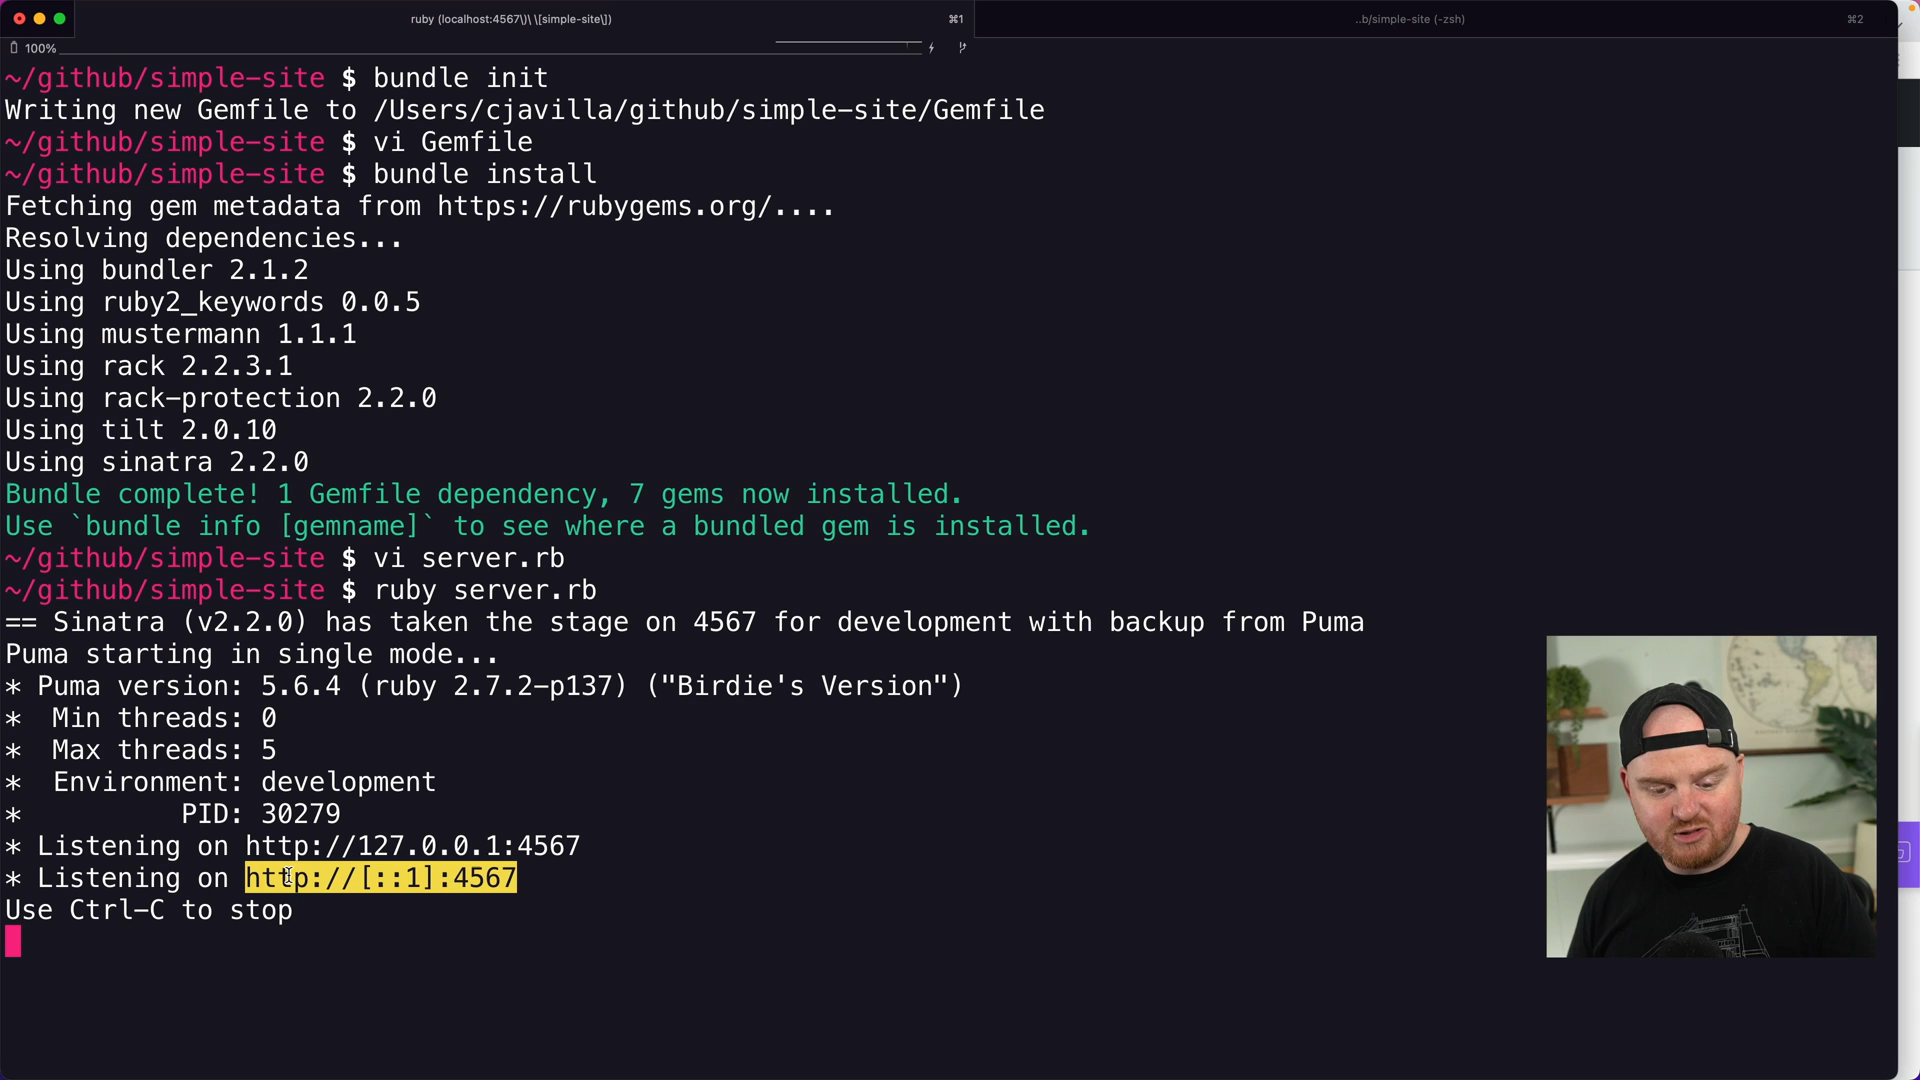 ruby (localhost:4567\)\ \[simple-site\])
⌘1
..b/simple-site (-zsh)
⌘2
100%
~/github/simple-site $ bundle init
Writing new Gemfile to /Users/cjavilla/github/simple-site/Gemfile
~/github/simple-site $ vi Gemfile
~/github/simple-site $ bundle install
Fetching gem metadata from https://rubygems.org/....
Resolving dependencies...
Using bundler 2.1.2
Using ruby2_keywords 0.0.5
Using mustermann 1.1.1
Using rack 2.2.3.1
Using rack-protection 2.2.0
Using tilt 2.0.10
Using sinatra 2.2.0
Bundle complete! 1 Gemfile dependency, 7 gems now installed.
Use `bundle info [gemname]` to see where a bundled gem is installed.
~/github/simple-site $ vi server.rb
~/github/simple-site $ ruby server.rb
== Sinatra (v2.2.0) has taken the stage on 4567 for development with backup from Puma
Puma starting in single mode...
* Puma version: 5.6.4 (ruby 2.7.2-p137) ("Birdie's Version")
*  Min threads: 0
*  Max threads: 5
*  Environment: development
*          PID: 30279
* Listening on http://127.0.0.1:4567
* Listening on http://[::1]:4567
Use Ctrl-C to stop